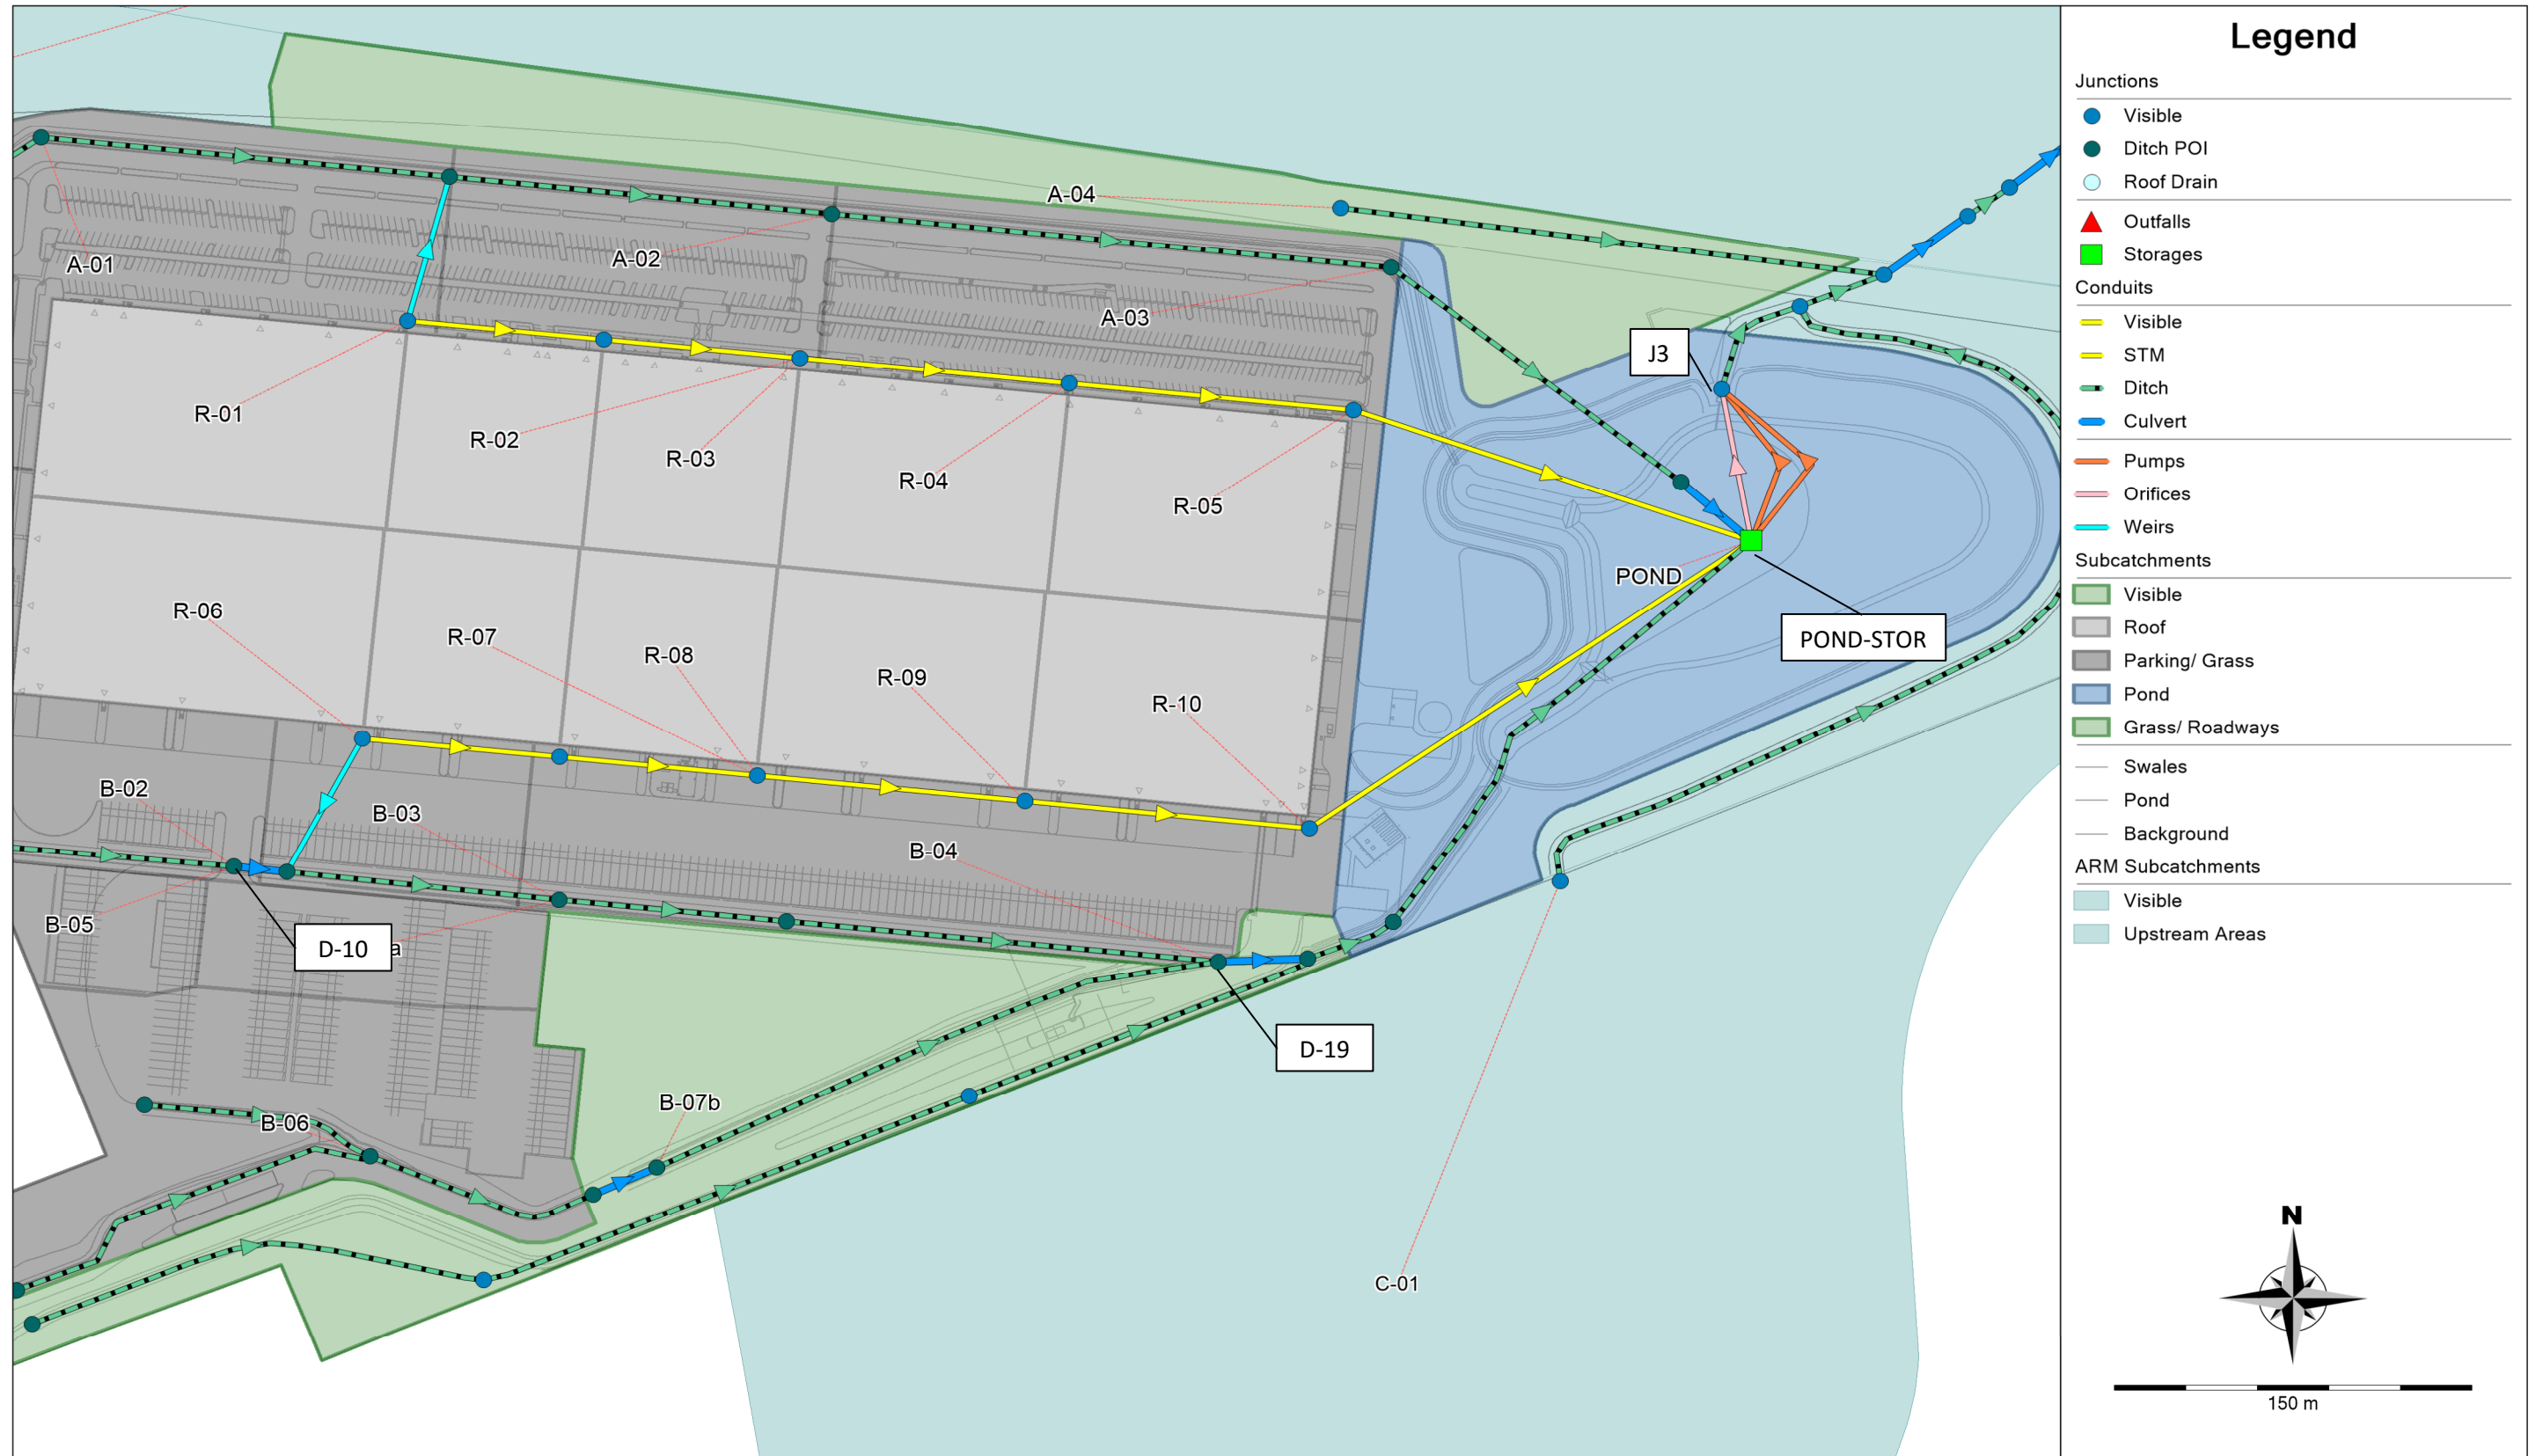 A-04
A-01
A-02
A-03
J3
R-01
R-02
R-03
R-04
R-05
POND
R-06
R-07
R-08
R-09
R-10
POND-STOR
B-02
B-03
B-04
B-05
D-10
a
D-19
B-07b
B-06
C-01
Legend
Junctions
Visible
Ditch POI
Roof Drain
Outfalls
Storages
Conduits
Visible
STM
Ditch
Culvert
Pumps
Orifices
Weirs
Subcatchments
Visible
Roof
Parking/ Grass
Pond
Grass/ Roadways
Swales
Pond
Background
ARM Subcatchments
Visible
Upstream Areas
N
150 m